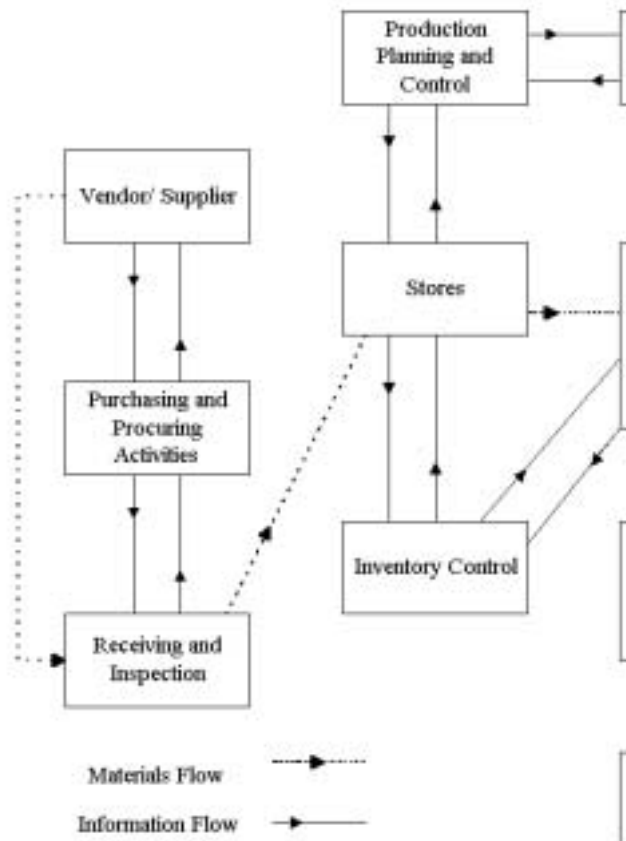 Production
Planning and
Control
Vendor/ Supplier
Stores
Purchasing and
Procuring
Activities
Inventory Control
Receiving and
Inspection
Materials Flow
Information Flow